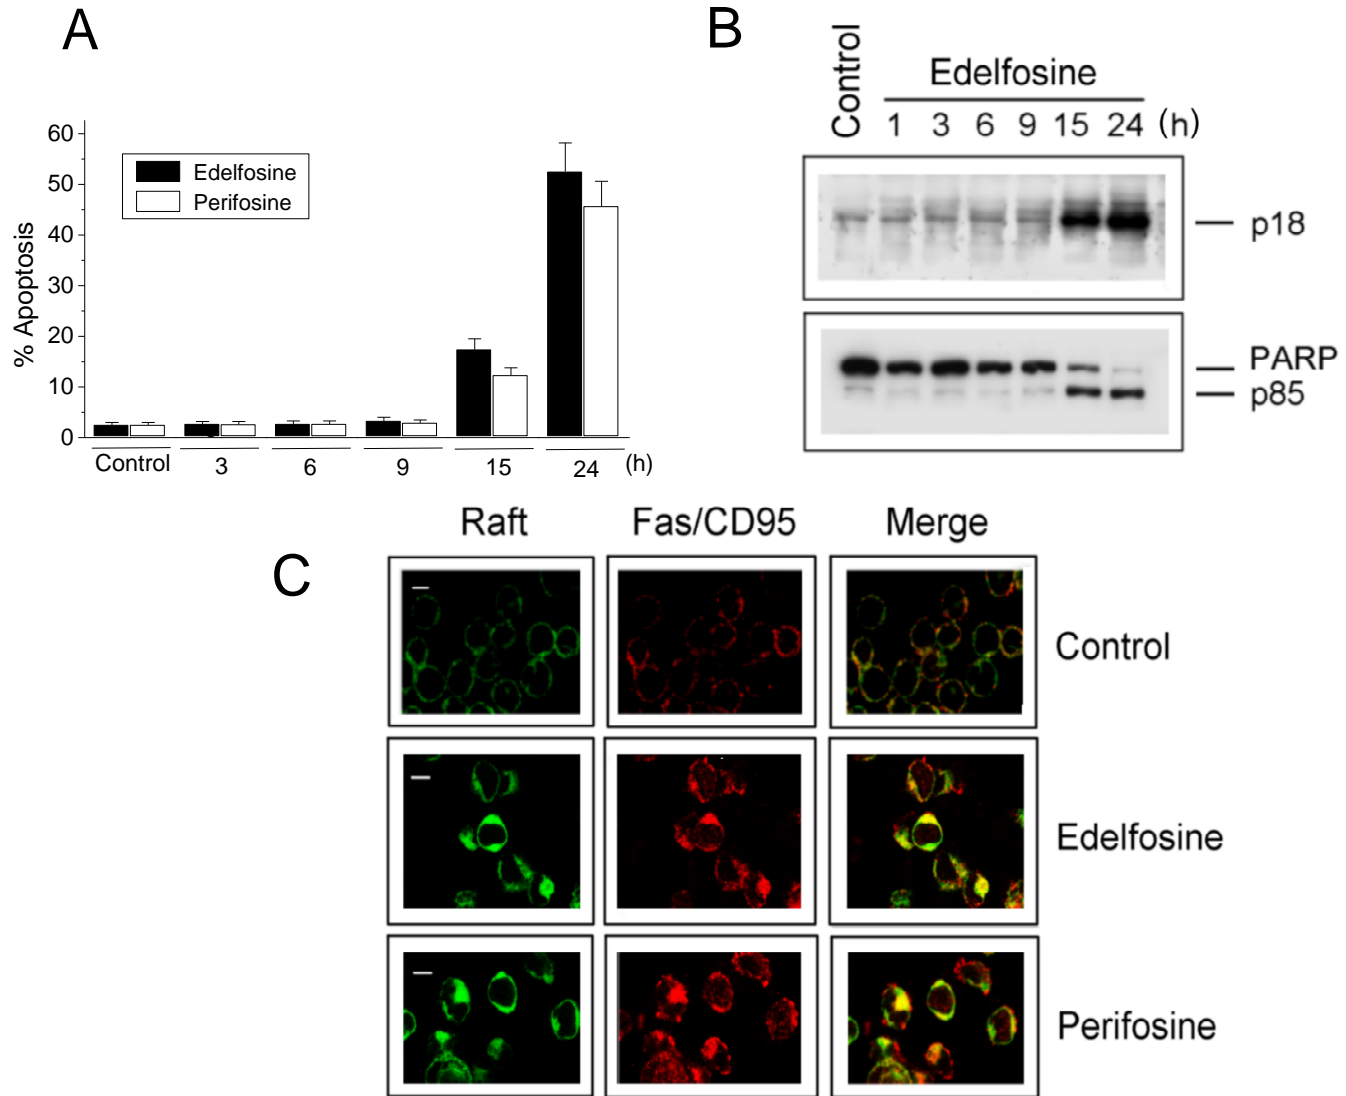 A
60
50
40
30
20
10
0
% Apoptosis
Edelfosine
Perifosine
Control 3 6 9 15 24 (h)
B
Control
Edelfosine
1 3 6 9 15 24 (h)
p18
PARP
p85
C
Raft Fas/CD95 Merge
Control
Edelfosine
Perifosine